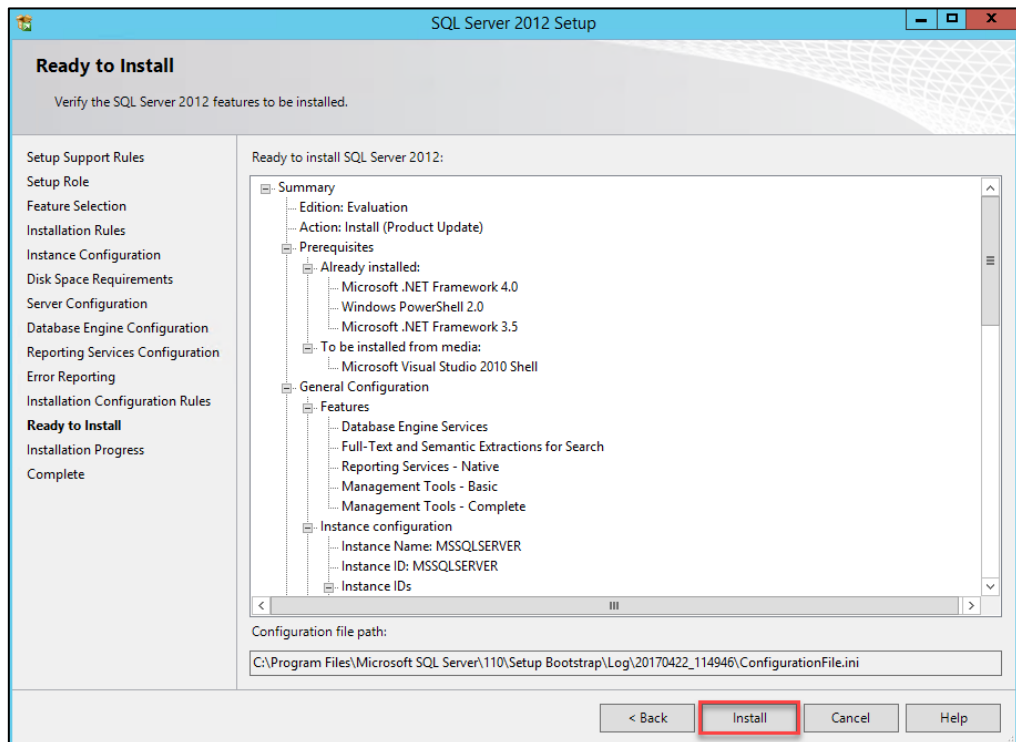 SQL Server 2012 Setup
Ready to Install
Verify the SQL Server 2012 features to be installed.
Setup Support Rules
Setup Role
Feature Selection
Installation Rules
Instance Configuration
Disk Space Requirements
Server Configuration
Database Engine Configuration
Reporting Services Configuration
Error Reporting
Installation Configuration Rules
Ready to Install
Installation Progress
Complete
Ready to install SQL Server 2012:
Summary
Edition: Evaluation
Action: Install (Product Update)
Prerequisites
Already installed:
Microsoft .NET Framework 4.0
Windows PowerShell 2.0
Microsoft .NET Framework 3.5
To be installed from media:
Microsoft Visual Studio 2010 Shell
General Configuration
Features
Database Engine Services
Full-Text and Semantic Extractions for Search
Reporting Services - Native
Management Tools - Basic
Management Tools - Complete
Instance configuration
Instance Name: MSSQLSERVER
Instance ID: MSSQLSERVER
Instance IDs
Configuration file path:
C:\Program Files\Microsoft SQL Server\110\Setup Bootstrap\Log\20170422_114946\ConfigurationFile.ini
< Back Install Cancel Help